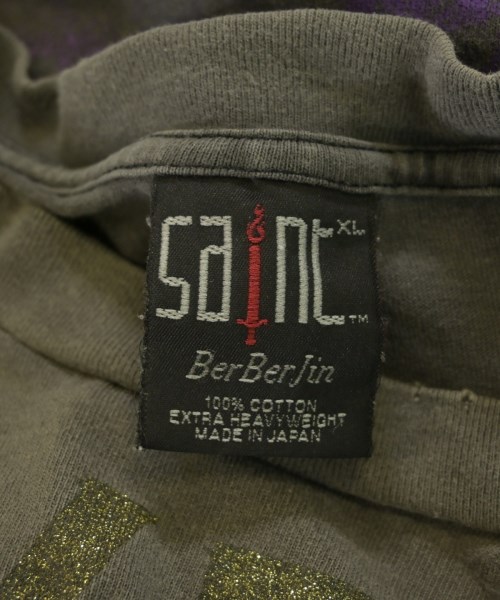 saint XL
TM
BerBerJin
100% COTTON
EXTRA HEAVYWEIGHT
MADE IN JAPAN